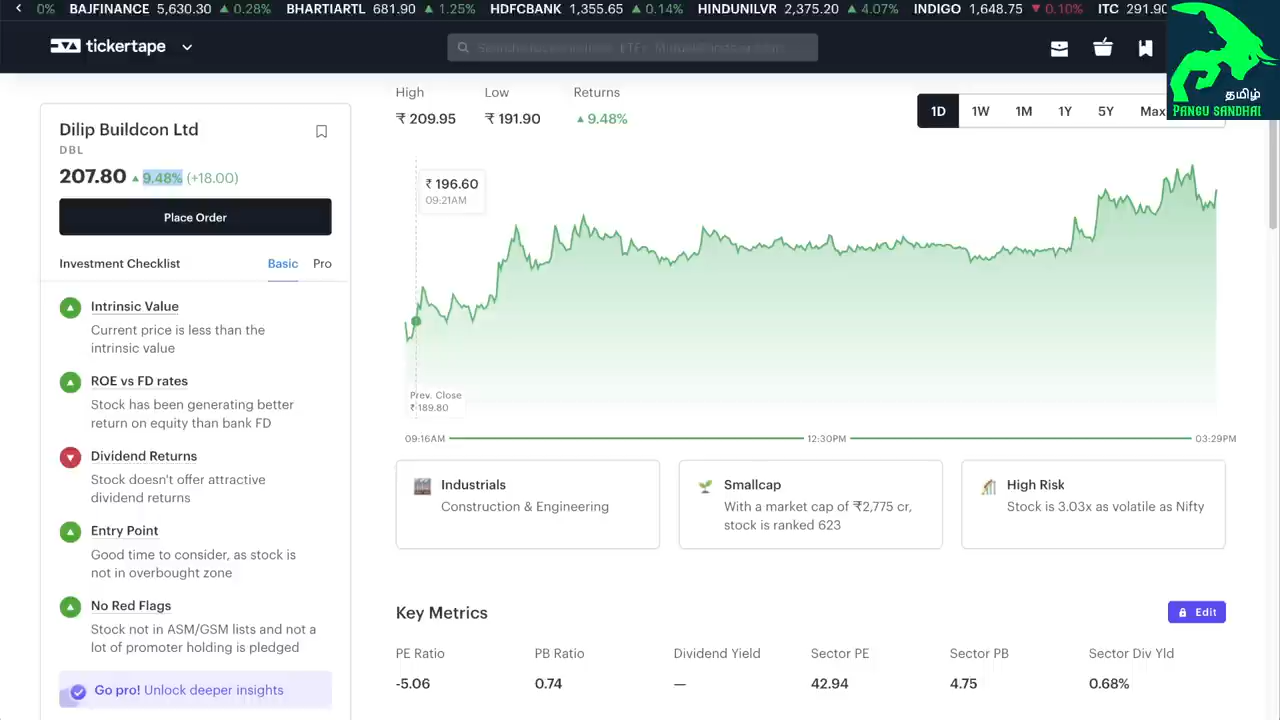 0% BAJFINANCE 5,630.30 ▲ 0.28% BHARTIARTL 681.90 ▲ 1.25% HDFCBANK 1,355.65 ▲ 0.14% HINDUNILVR 2,375.20 ▲ 4.07% INDIGO 1,648.75 ▼ 0.10% ITC 291.90
tickertape
தமிழ்
PANGU SANDHAI
Dilip Buildcon Ltd
DBL
207.80 ▲ 9.48% (+18.00)
Place Order
Investment Checklist Basic Pro
Intrinsic Value
Current price is less than the
intrinsic value
ROE vs FD rates
Stock has been generating better
return on equity than bank FD
Dividend Returns
Stock doesn't offer attractive
dividend returns
Entry Point
Good time to consider, as stock is
not in overbought zone
No Red Flags
Stock not in ASM/GSM lists and not a
lot of promoter holding is pledged
Go pro! Unlock deeper insights
High Low Returns
₹ 209.95 ₹ 191.90 ▲ 9.48%
1D 1W 1M 1Y 5Y Max
₹ 196.60
09:21AM
Prev. Close
₹ 189.80
09:16AM 12:30PM 03:29PM
Industrials
Construction & Engineering
Smallcap
With a market cap of ₹2,775 cr,
stock is ranked 623
High Risk
Stock is 3.03x as volatile as Nifty
Key Metrics Edit
PE Ratio PB Ratio Dividend Yield Sector PE Sector PB Sector Div Yld
-5.06 0.74 — 42.94 4.75 0.68%